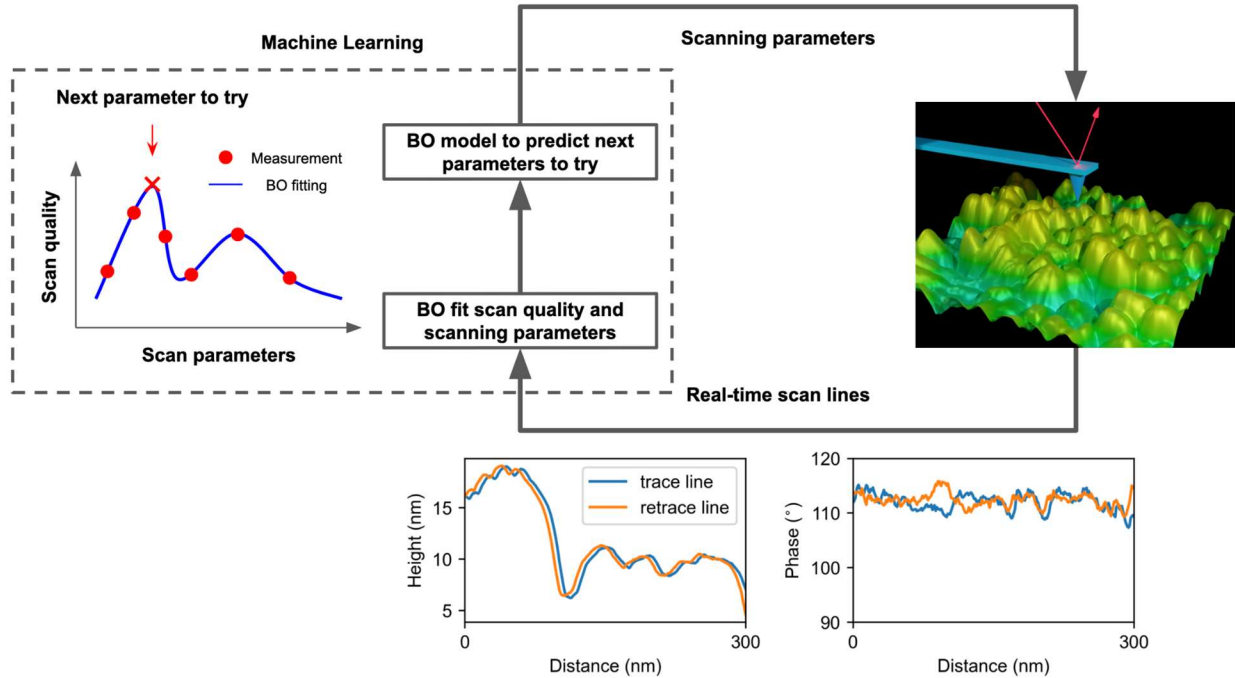 Machine Learning
Scanning parameters
Next parameter to try
Measurement
BO fitting
Scan quality
Scan parameters
BO model to predict next
parameters to try
BO fit scan quality and
scanning parameters
Real-time scan lines
trace line
retrace line
Height (nm)
15
10
5
0
300
Distance (nm)
Phase (°)
120
110
100
90
0
300
Distance (nm)